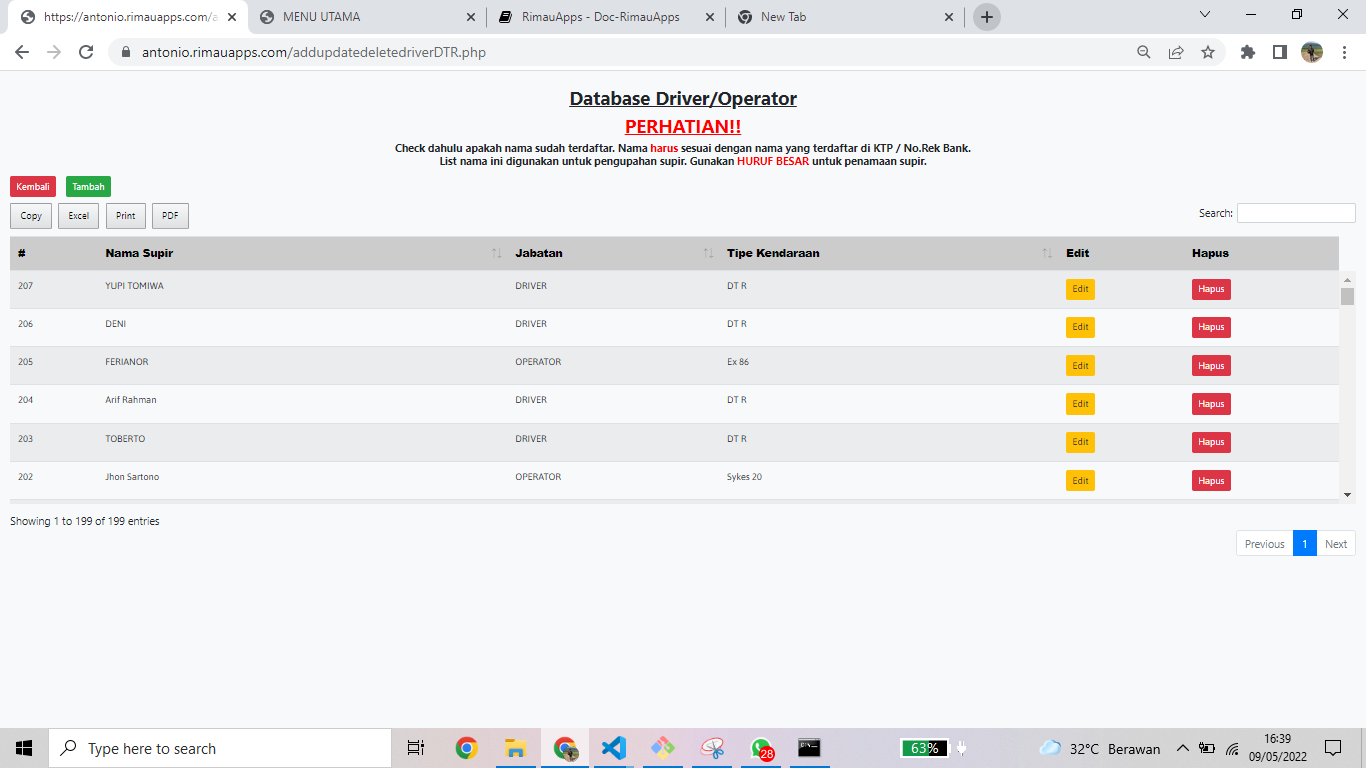 https://antonio.rimauapps.com/a
MENU UTAMA
RimauApps - Doc-RimauApps
New Tab
antonio.rimauapps.com/addupdatedeletedriverDTR.php
Database Driver/Operator
PERHATIAN!!
Check dahulu apakah nama sudah terdaftar. Nama harus sesuai dengan nama yang terdaftar di KTP / No.Rek Bank.
List nama ini digunakan untuk pengupahan supir. Gunakan HURUF BESAR untuk penamaan supir.
Kembali Tambah
Copy Excel Print PDF Search:
# Nama Supir Jabatan Tipe Kendaraan Edit Hapus
207 YUPI TOMIWA DRIVER DT R Edit Hapus
206 DENI DRIVER DT R Edit Hapus
205 FERIANOR OPERATOR Ex 86 Edit Hapus
204 Arif Rahman DRIVER DT R Edit Hapus
203 TOBERTO DRIVER DT R Edit Hapus
202 Jhon Sartono OPERATOR Sykes 20 Edit Hapus
Showing 1 to 199 of 199 entries
Previous 1 Next
Type here to search
28
63%
32°C Berawan
16:39
09/05/2022